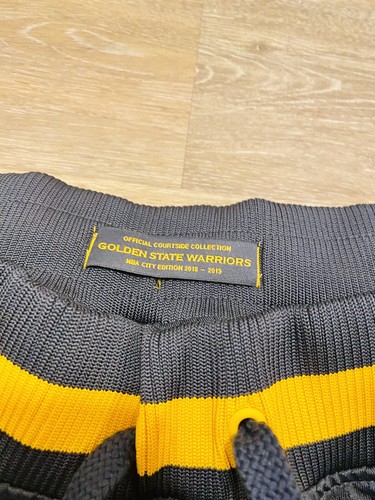 OFFICIAL COURTSIDE COLLECTION
GOLDEN STATE WARRIORS
NBA CITY EDITION 2018 - 2019